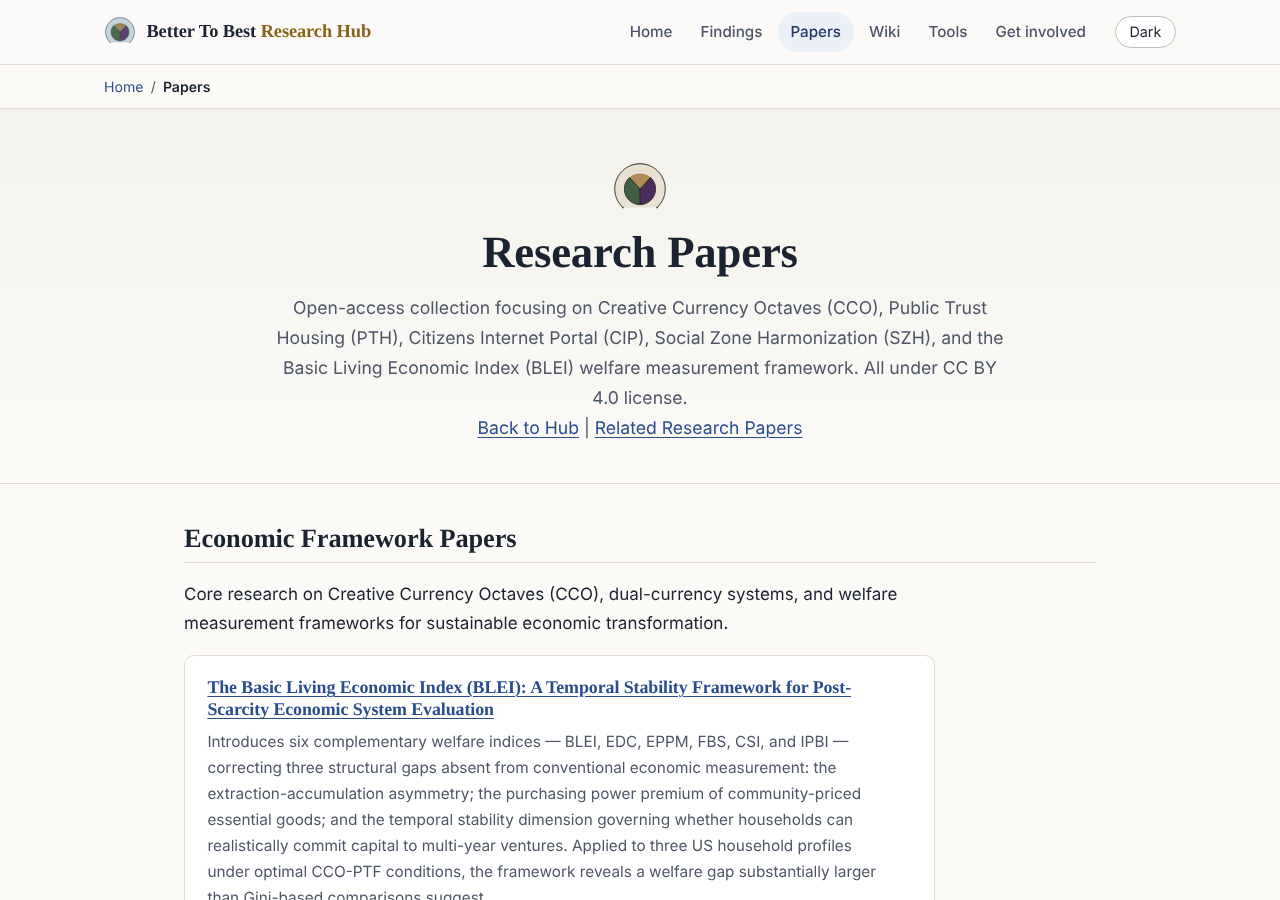 Better To Best Research Hub
Home
Findings
Papers
Wiki
Tools
Get involved
Dark
Home / Papers
Research Papers
Open-access collection focusing on Creative Currency Octaves (CCO), Public Trust
Housing (PTH), Citizens Internet Portal (CIP), Social Zone Harmonization (SZH), and the
Basic Living Economic Index (BLEI) welfare measurement framework. All under CC BY
4.0 license.
Back to Hub | Related Research Papers
Economic Framework Papers
Core research on Creative Currency Octaves (CCO), dual-currency systems, and welfare
measurement frameworks for sustainable economic transformation.
The Basic Living Economic Index (BLEI): A Temporal Stability Framework for Post-
Scarcity Economic System Evaluation
Introduces six complementary welfare indices — BLEI, EDC, EPPM, FBS, CSI, and IPBI —
correcting three structural gaps absent from conventional economic measurement: the
extraction-accumulation asymmetry; the purchasing power premium of community-priced
essential goods; and the temporal stability dimension governing whether households can
realistically commit capital to multi-year ventures. Applied to three US household profiles
under optimal CCO-PTF conditions, the framework reveals a welfare gap substantially larger
than Gini-based comparisons suggest.